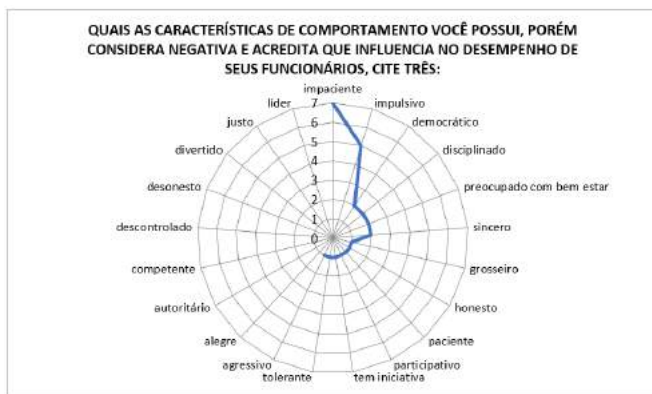 QUAIS AS CARACTERÍSTICAS DE COMPORTAMENTO VOCÊ POSSUI, PORÉM
CONSIDERA NEGATIVA E ACREDITA QUE INFLUENCIA NO DESEMPENHO DE
SEUS FUNCIONÁRIOS, CITE TRÊS:
impaciente
impulsivo
democrático
disciplinado
preocupado com bem estar
sincero
grosseiro
honesto
paciente
participativo
tem iniciativa
tolerante
agressivo
alegre
autoritário
competente
descontrolado
desonesto
divertido
justo
líder
7
6
5
4
3
2
1
0